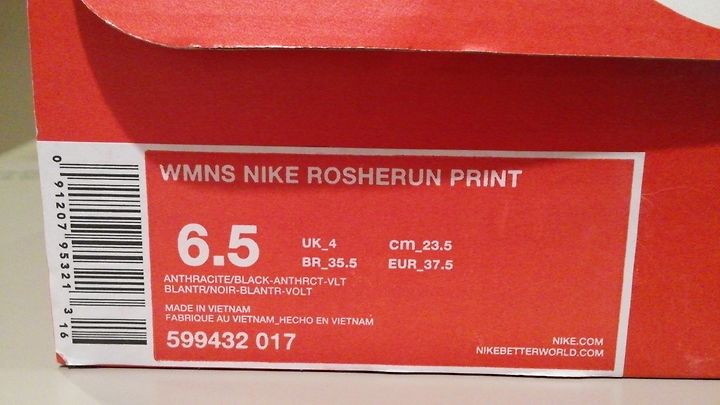 0 91207 95321 3 16
WMNS NIKE ROSHERUN PRINT
6.5
UK_4 cm_23.5
BR_35.5 EUR_37.5
ANTHRACITE/BLACK-ANTHRCT-VLT
BLANTR/NOIR-BLANTR-VOLT
MADE IN VIETNAM
FABRIQUE AU VIETNAM_HECHO EN VIETNAM
599432 017
NIKE.COM
NIKEBETTERWORLD.COM